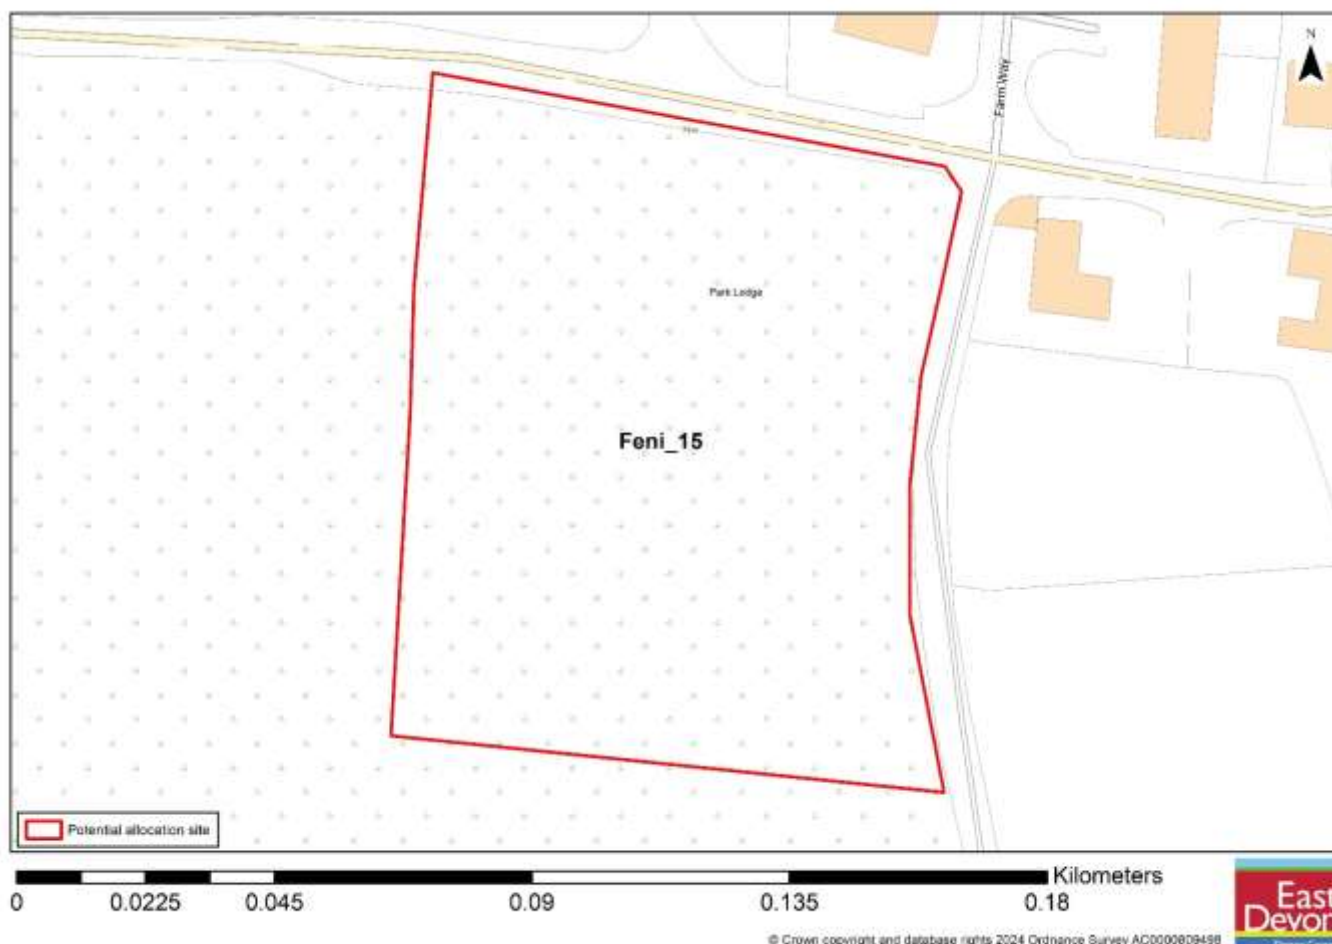 N
Farm Way
Park Lodge
Feni_15
Potential allocation site
Kilometers
0 0.0225 0.045 0.09 0.135 0.18
East
Devon
© Crown copyright and database rights 2024 Ordnance Survey AC0000809498